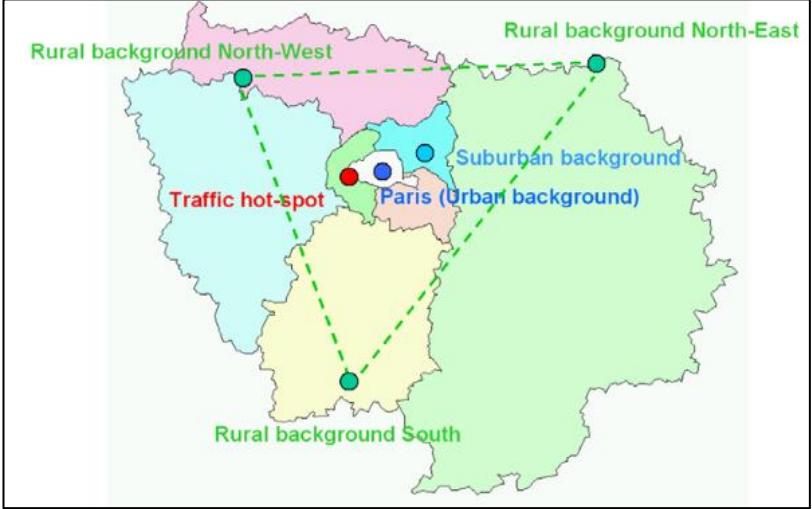 Rural background North-East
Rural background North-West
Suburban background
Traffic hot-spot
Paris (Urban background)
Rural background South